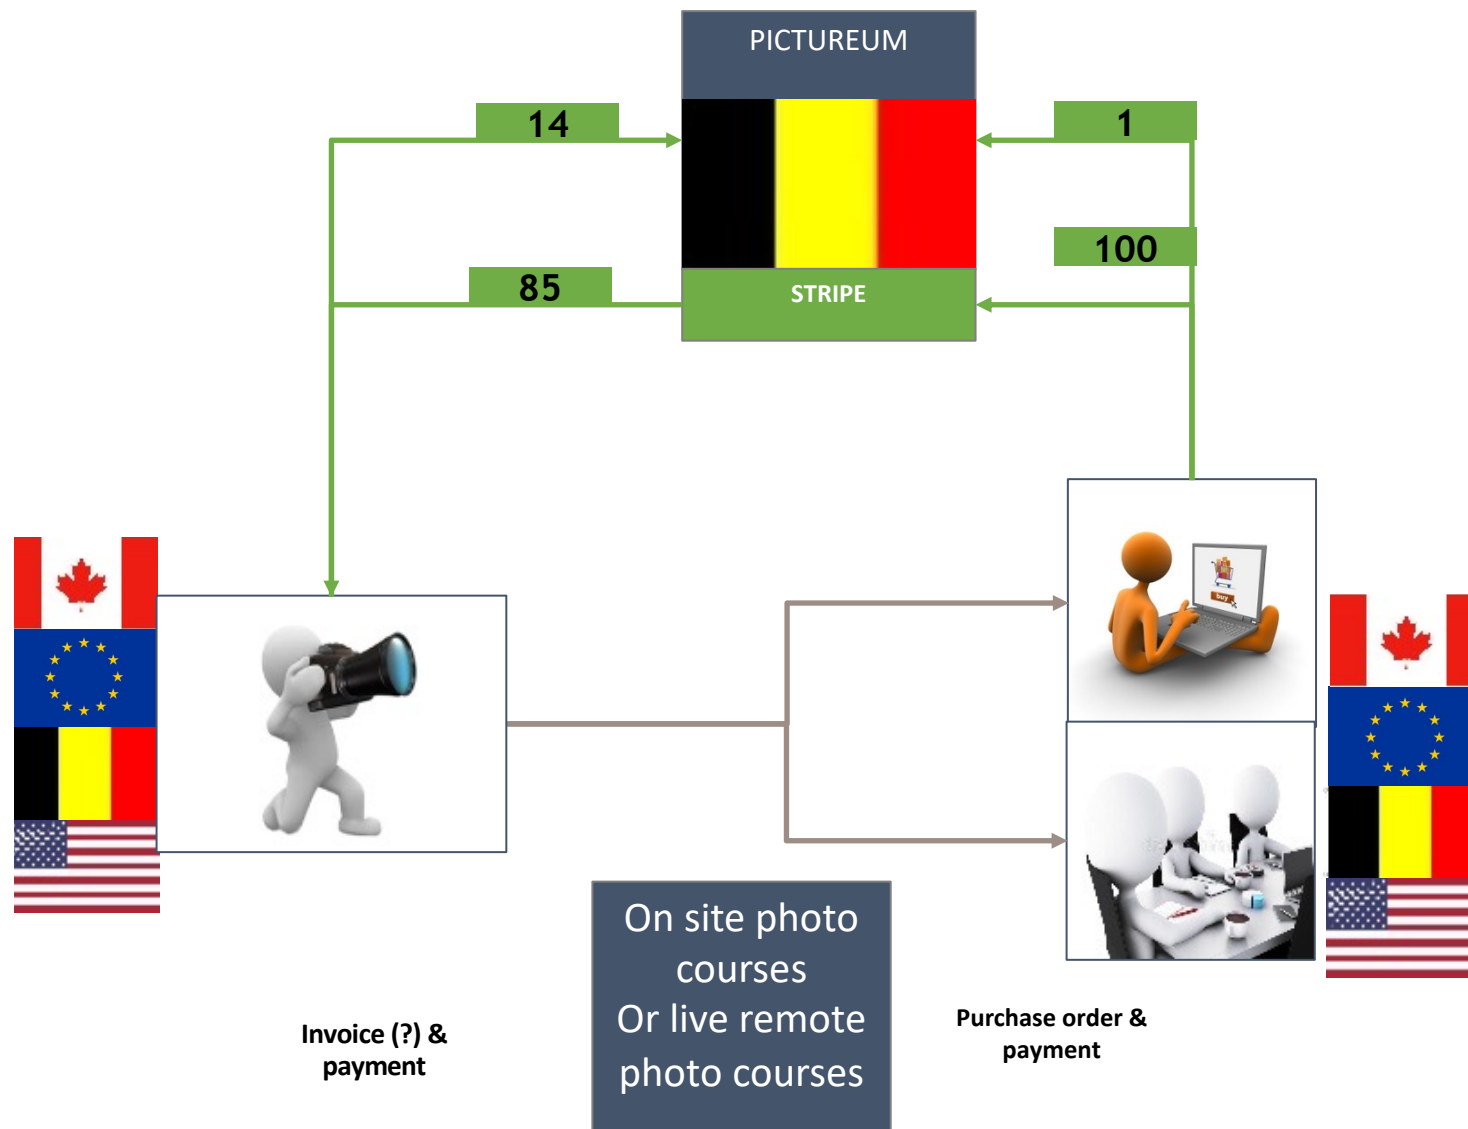 PICTUREUM
14
1
100
85
STRIPE
buy
On site photo
courses
Or live remote
photo courses
Invoice (?) &
payment
Purchase order &
payment